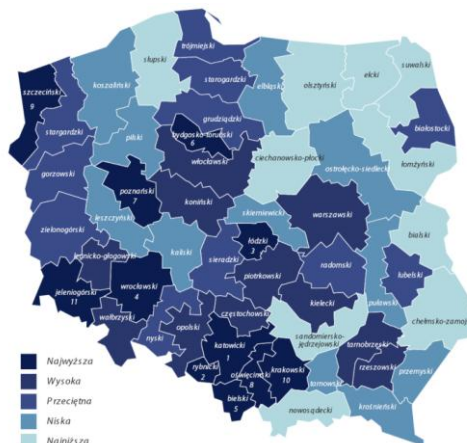 trójmiejski
słupski
koszaliński
starogardzki
elbląski
olsztyński
ełcki
suwalski
szczeciński
9
stargardzki
grudziądzki
białostocki
bydgosko-toruński
6
pilski
włocławski
ciechanowsko-płocki
ostrołęcko-siedlecki
łomżyński
gorzowski
poznański
7
koniński
zielonogórski
leszczyński
skierniewicki
warszawski
bialski
kaliski
łódzki
3
sieradzki
legnicko-głogowski
wrocławski
4
piotrkowski
radomski
lubelski
jeleniogórski
11
puławski
wałbrzyski
opolski
częstochowski
kielecki
chełmsko-zamoj
nyski
sandomiersko-
jędrzejowski
tarnobrzeski
katowicki
1
rybnicki
2
oświęcimski
8
krakowski
10
rzeszowski
przemyski
tarnowski
bielski
5
nowosądecki
krośnieński
Najwyższa
Wysoka
Przeciętna
Niska
Najniższa